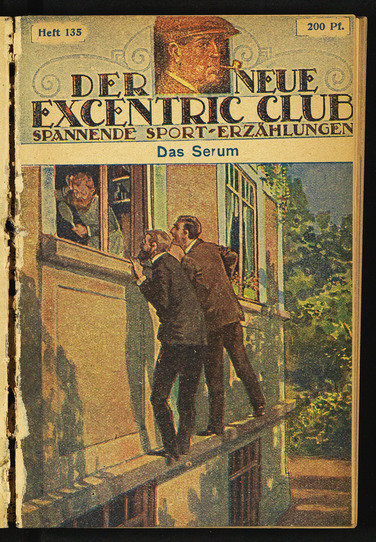 Heft 135
200 Pf.
DER NEUE
EXCENTRIC CLUB
SPANNENDE SPORT-ERZÄHLUNGEN
Das Serum